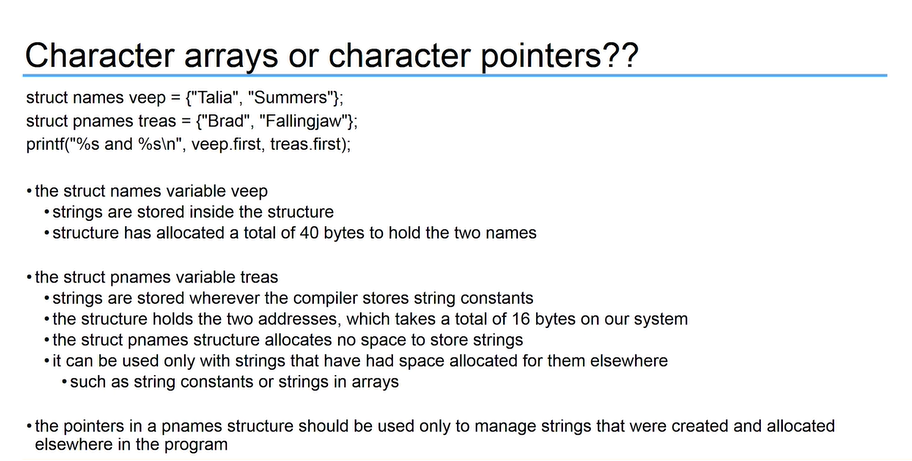 Character arrays or character pointers??
struct names veep = {"Talia", "Summers"};
struct pnames treas = {"Brad", "Fallingjaw"};
printf("%s and %s\n", veep.first, treas.first);
•the struct names variable veep
•strings are stored inside the structure
•structure has allocated a total of 40 bytes to hold the two names
•the struct pnames variable treas
•strings are stored wherever the compiler stores string constants
•the structure holds the two addresses, which takes a total of 16 bytes on our system
•the struct pnames structure allocates no space to store strings
•it can be used only with strings that have had space allocated for them elsewhere
•such as string constants or strings in arrays
•the pointers in a pnames structure should be used only to manage strings that were created and allocated
elsewhere in the program